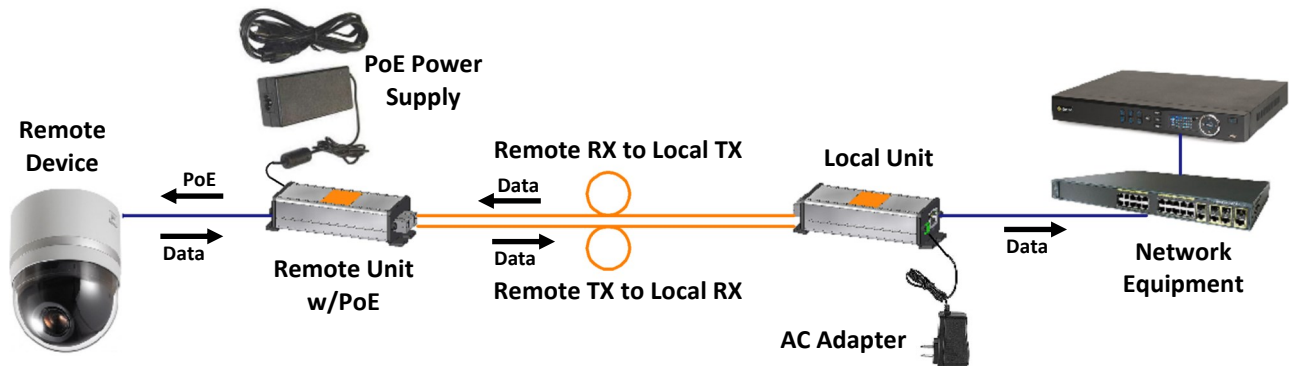 PoE Power
Supply
Remote
Device
Remote RX to Local TX
Local Unit
PoE
Data
Data
Data
Data
Remote Unit
w/PoE
Remote TX to Local RX
Network
Equipment
AC Adapter